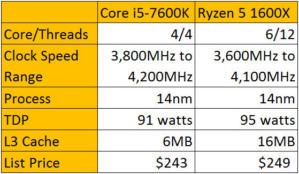 Core i5-7600K Ryzen 5 1600X
Core/Threads 4/4 6/12
Clock Speed 3,800MHz to 3,600MHz to
Range 4,200MHz 4,100MHz
Process 14nm 14nm
TDP 91 watts 95 watts
L3 Cache 6MB 16MB
List Price $243 $249